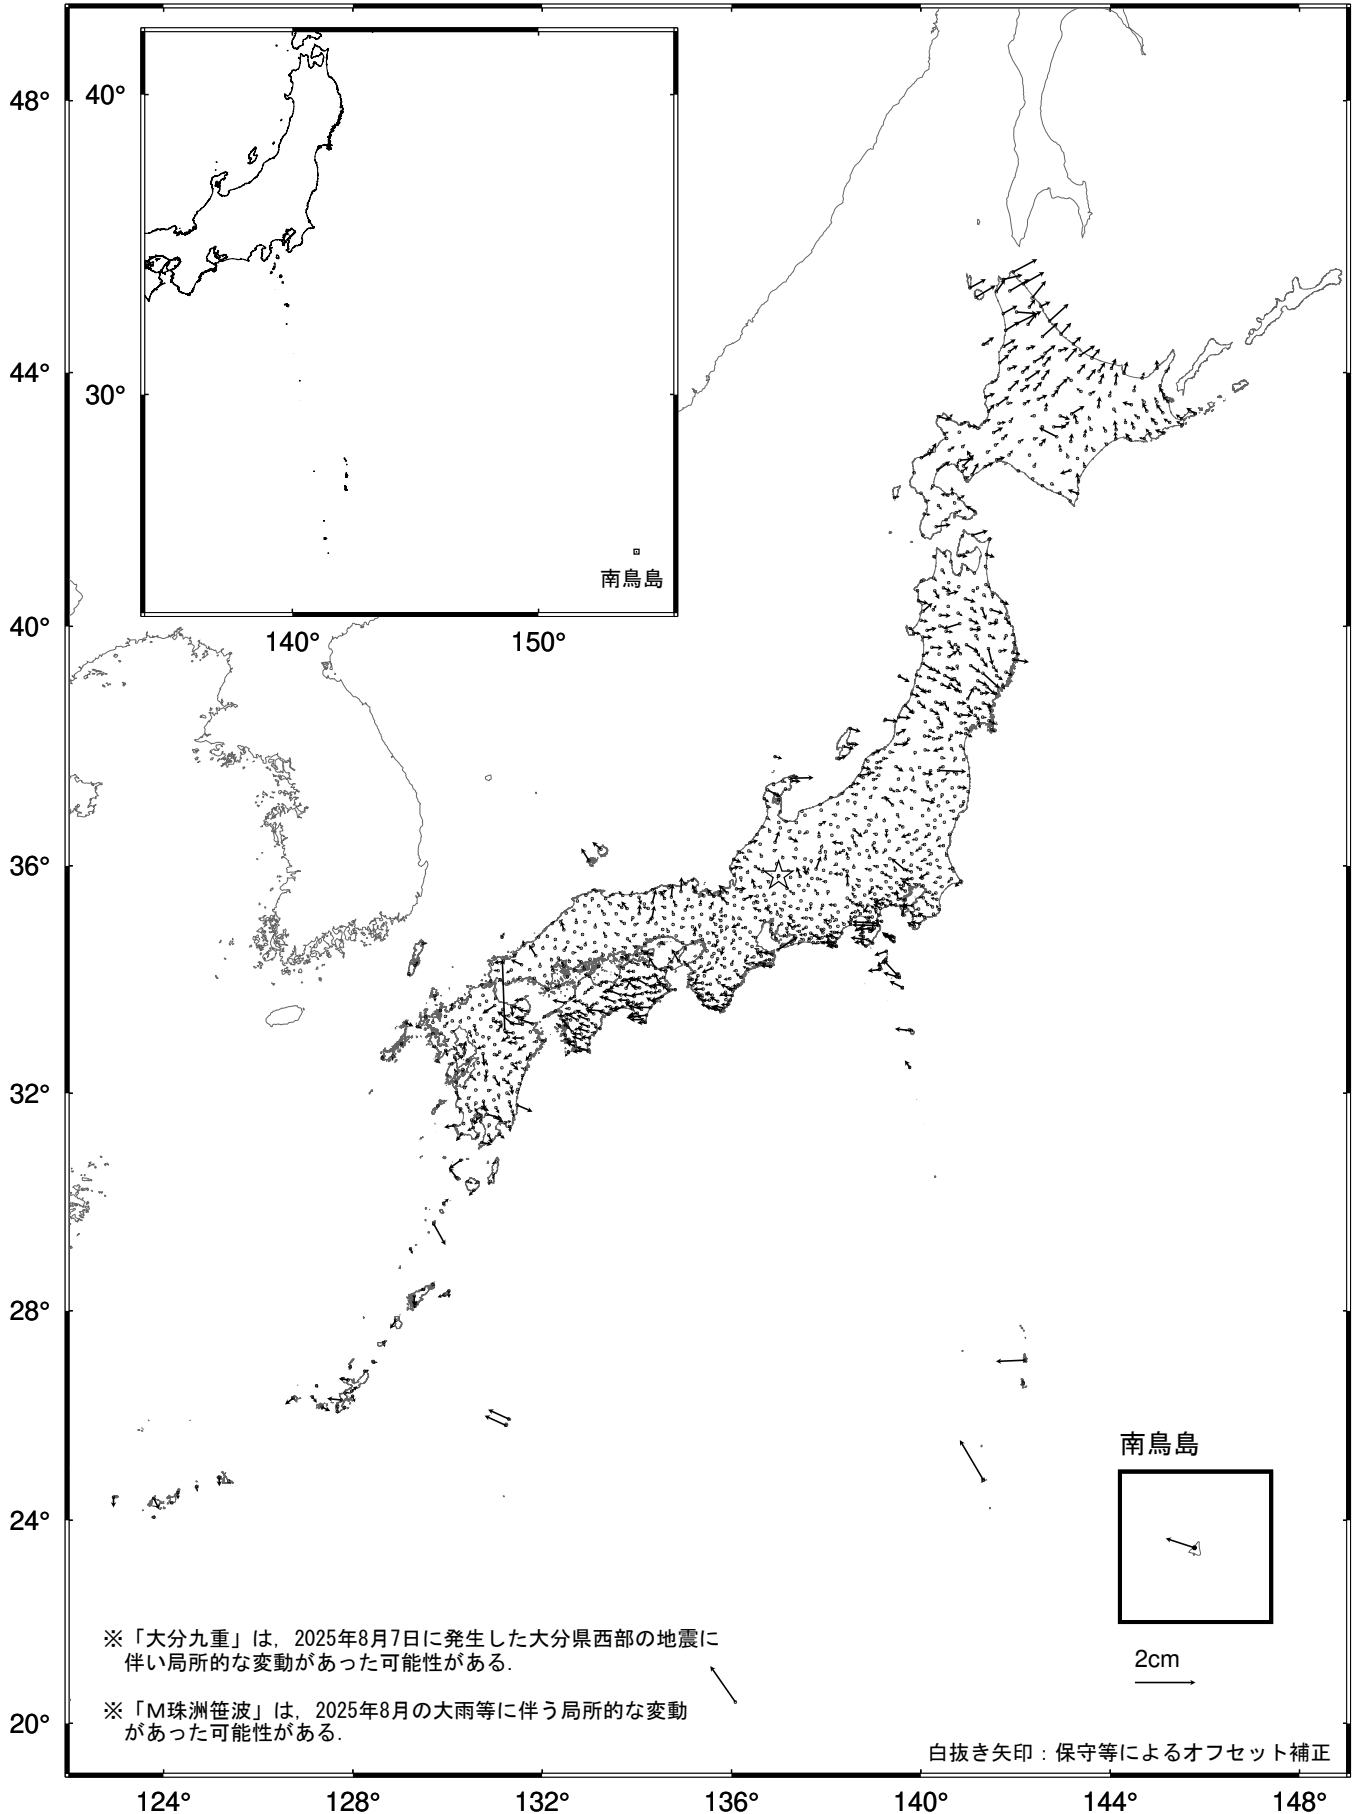 48°
44°
40°
36°
32°
28°
24°
20°
40°
30°
南鳥島
140°
150°
南鳥島
2cm
※「大分九重」は，2025年8月7日に発生した大分県西部の地震に
伴い局所的な変動があった可能性がある.
※「Ｍ珠洲笹波」は，2025年8月の大雨等に伴う局所的な変動
があった可能性がある.
白抜き矢印：保守等によるオフセット補正
124°
128°
132°
136°
140°
144°
148°